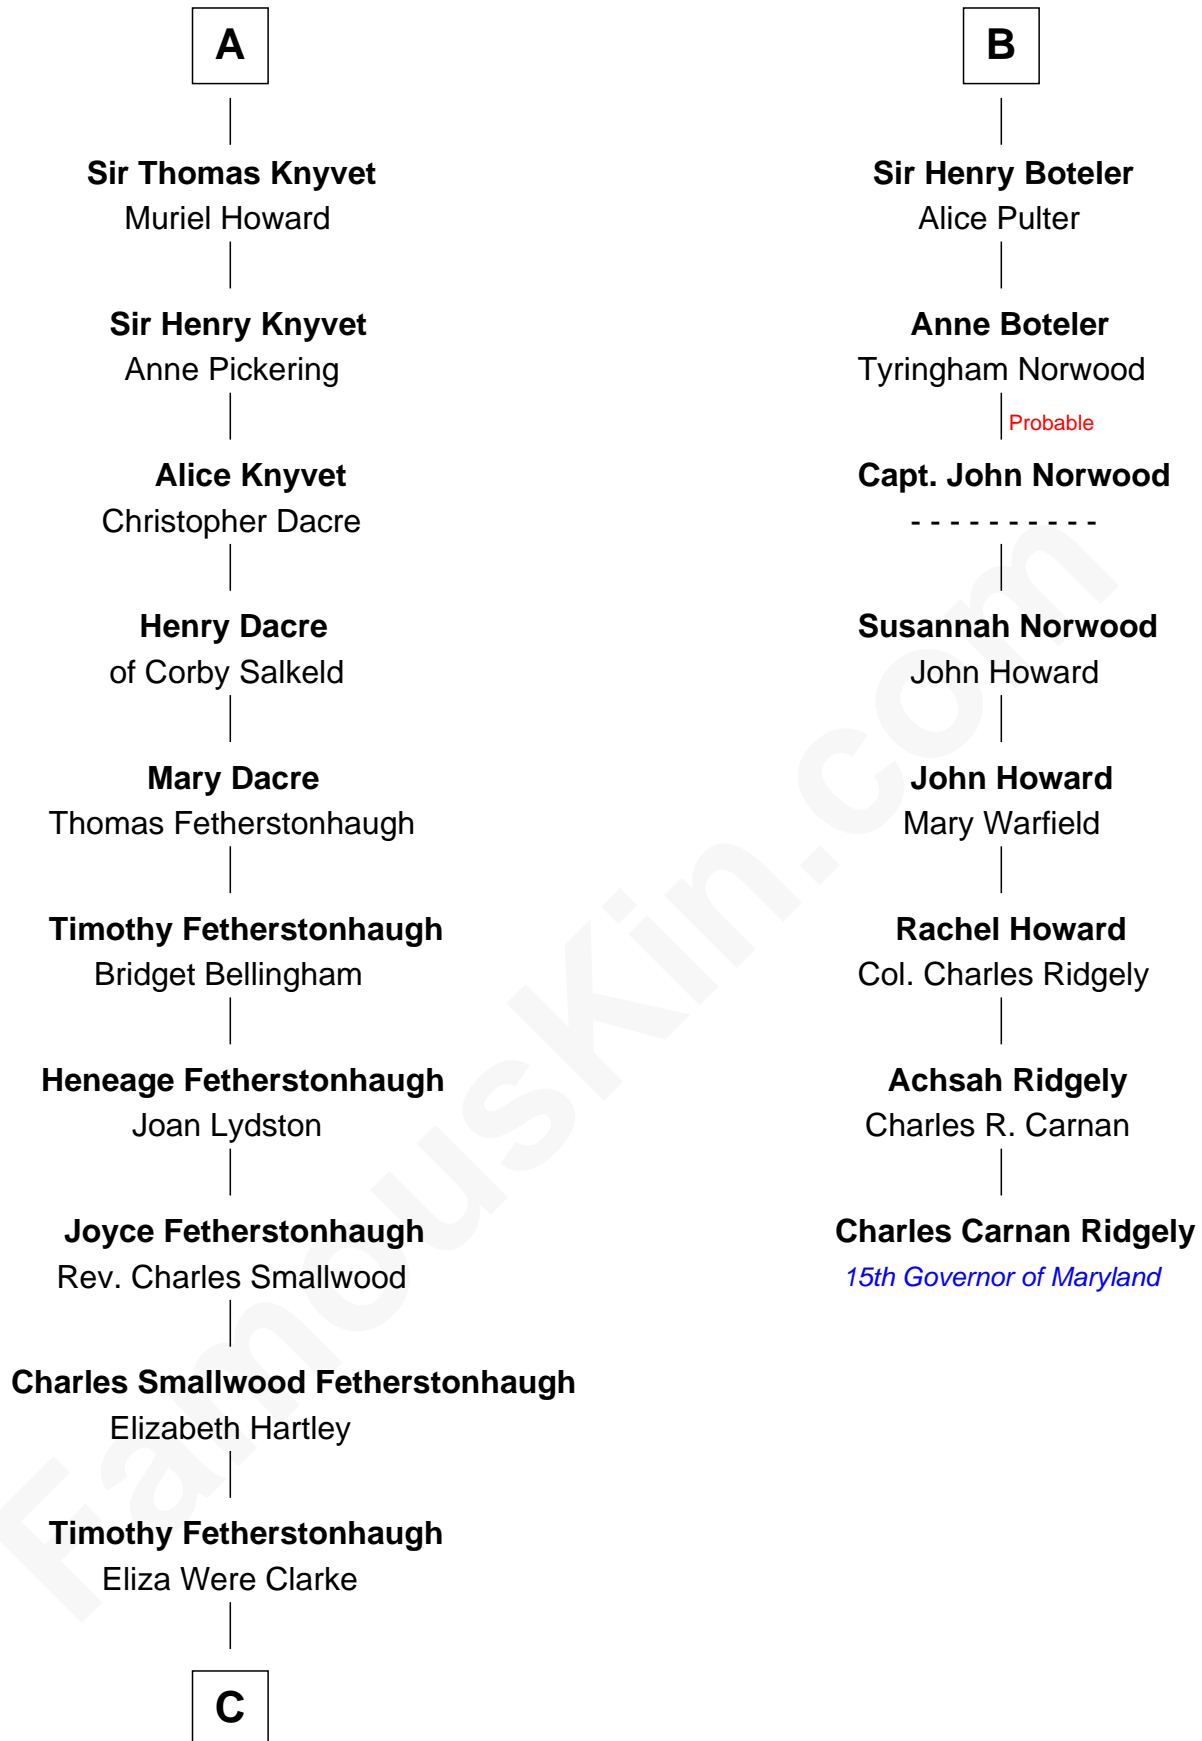 A
Sir Thomas Knyvet
Muriel Howard
Sir Henry Knyvet
Anne Pickering
Alice Knyvet
Christopher Dacre
Henry Dacre
of Corby Salkeld
Mary Dacre
Thomas Fetherstonhaugh
Timothy Fetherstonhaugh
Bridget Bellingham
Heneage Fetherstonhaugh
Joan Lydston
Joyce Fetherstonhaugh
Rev. Charles Smallwood
Charles Smallwood Fetherstonhaugh
Elizabeth Hartley
Timothy Fetherstonhaugh
Eliza Were Clarke
C
B
Sir Henry Boteler
Alice Pulter
Anne Boteler
Tyringham Norwood
Probable
Capt. John Norwood
- - - - - - - - - -
Susannah Norwood
John Howard
John Howard
Mary Warfield
Rachel Howard
Col. Charles Ridgely
Achsah Ridgely
Charles R. Carnan
Charles Carnan Ridgely
15th Governor of Maryland
FamousKin.com